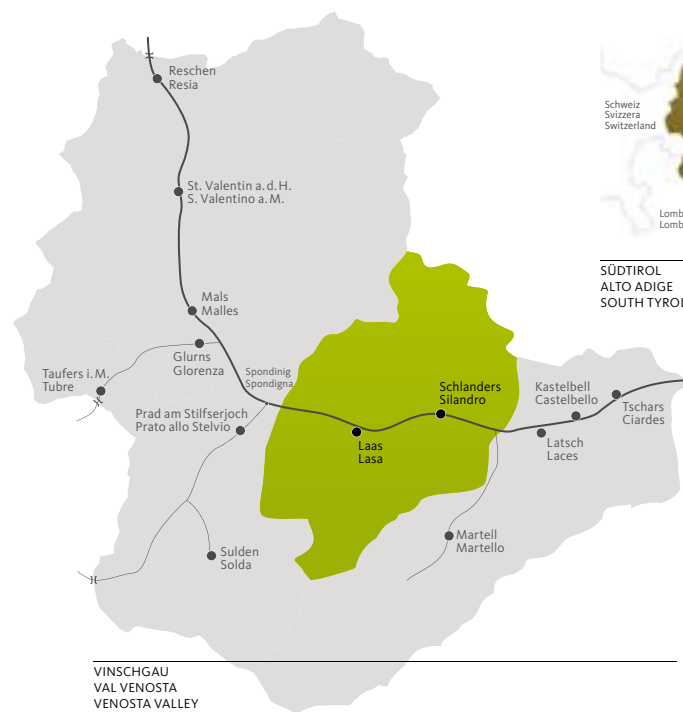 Reschen
Resia
Schweiz
Svizzera
Switzerland
St. Valentin a.d.H.
S. Valentino a.M.
Lomb
Lomb
SÜDTIROL
ALTO ADIGE
SOUTH TYROL
Mals
Malles
Glurns
Glorenza
Taufers i. M.
Tubre
Spondinig
Spondigna
Prad am Stilfserjoch
Prato allo Stelvio
Schlanders
Silandro
Kastelbell
Castelbello
Tschars
Ciardes
Laas
Lasa
Latsch
Laces
Martell
Martello
Sulden
Solda
VINSCHGAU
VAL VENOSTA
VENOSTA VALLEY